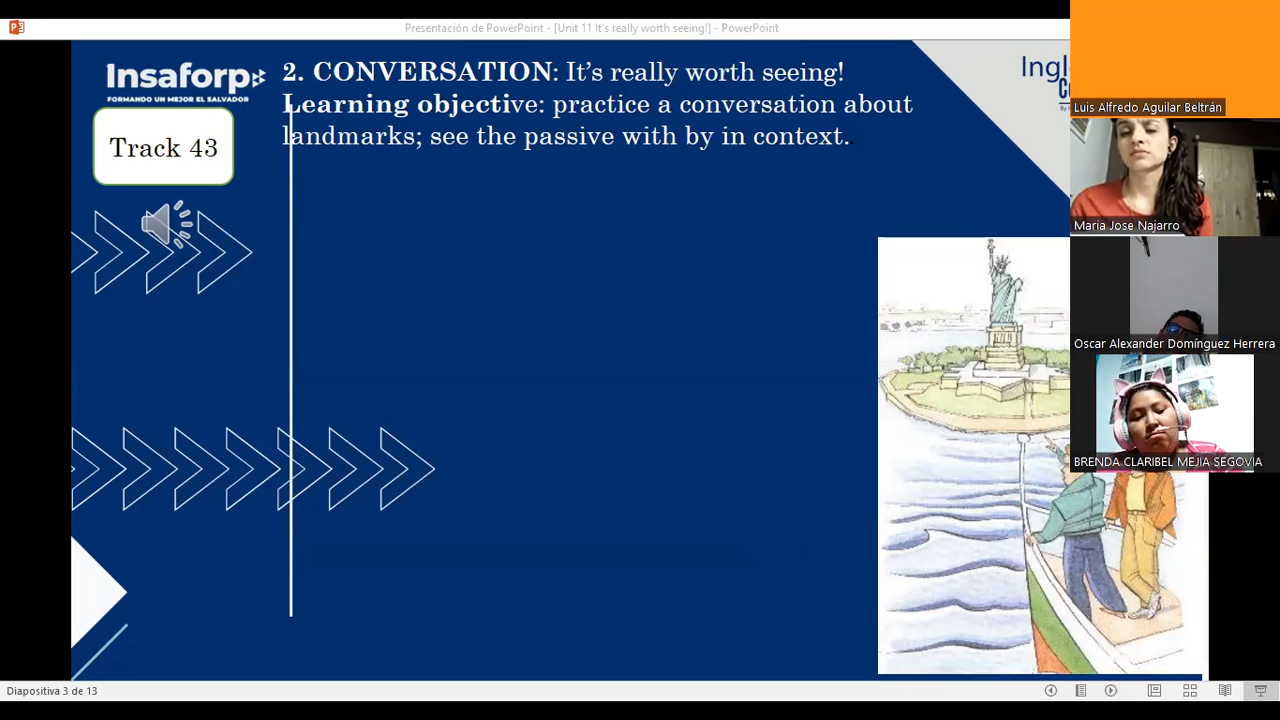 Presentación de PowerPoint - [Unit 11 It's really worth seeing!] - PowerPoint
Insaforp
FORMANDO UN MEJOR EL SALVADOR
Track 43
2. CONVERSATION: It's really worth seeing!
Learning objective: practice a conversation about
landmarks; see the passive with by in context.
Luis Alfredo Aguilar Beltrán
Maria Jose Najarro
Oscar Alexander Domínguez Herrera
BRENDA CLARIBEL MEJIA SEGOVIA
Diapositiva 3 de 13